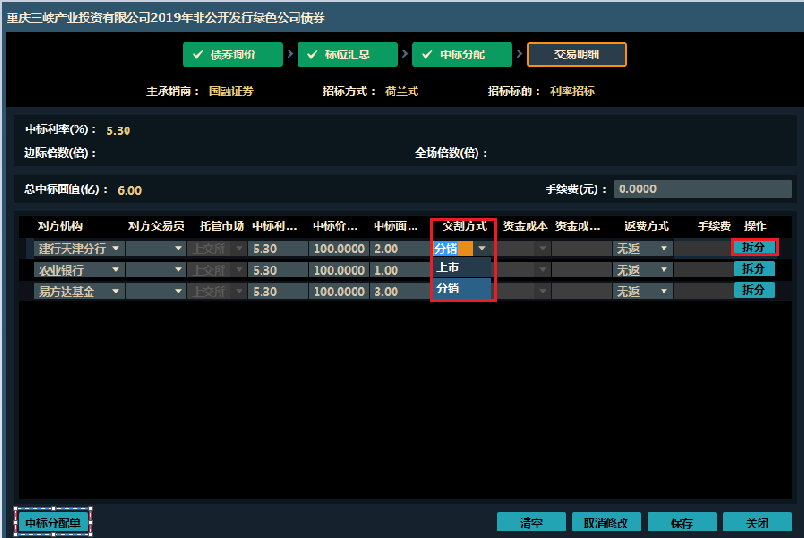 重庆三峡产业投资有限公司2019年非公开发行绿色公司债券
债券询价 标位汇总 中标分配 交易明细
主承销商： 国融证券 招标方式： 荷兰式 招标标的： 利率招标
中标利率(%)： 5.30
边际倍数(倍)： 全场倍数(倍)：
总中标面值(亿)： 6.00 手续费(元)： 0.0000
对方机构 对方交易员 托管市场 中标利... 中标价... 中标面... 交割方式 资金成本 资金成... 返费方式 手续费 操作
建行天津分行 上交所 5.30 100.0000 2.00 分销 无返 拆分
农业银行 上交所 5.30 100.0000 1.00 上市 无返 拆分
易方达基金 上交所 5.30 100.0000 3.00 分销 无返 拆分
中标分配单 清空 取消修改 保存 关闭